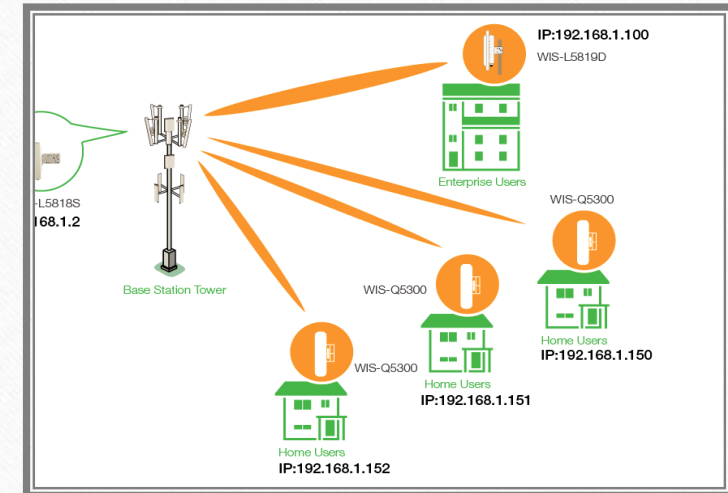 IP:192.168.1.100
WIS-L5819D
Enterprise Users
-L5818S
168.1.2
Base Station Tower
WIS-Q5300
Home Users
IP:192.168.1.150
WIS-Q5300
Home Users
IP:192.168.1.151
WIS-Q5300
Home Users
IP:192.168.1.152